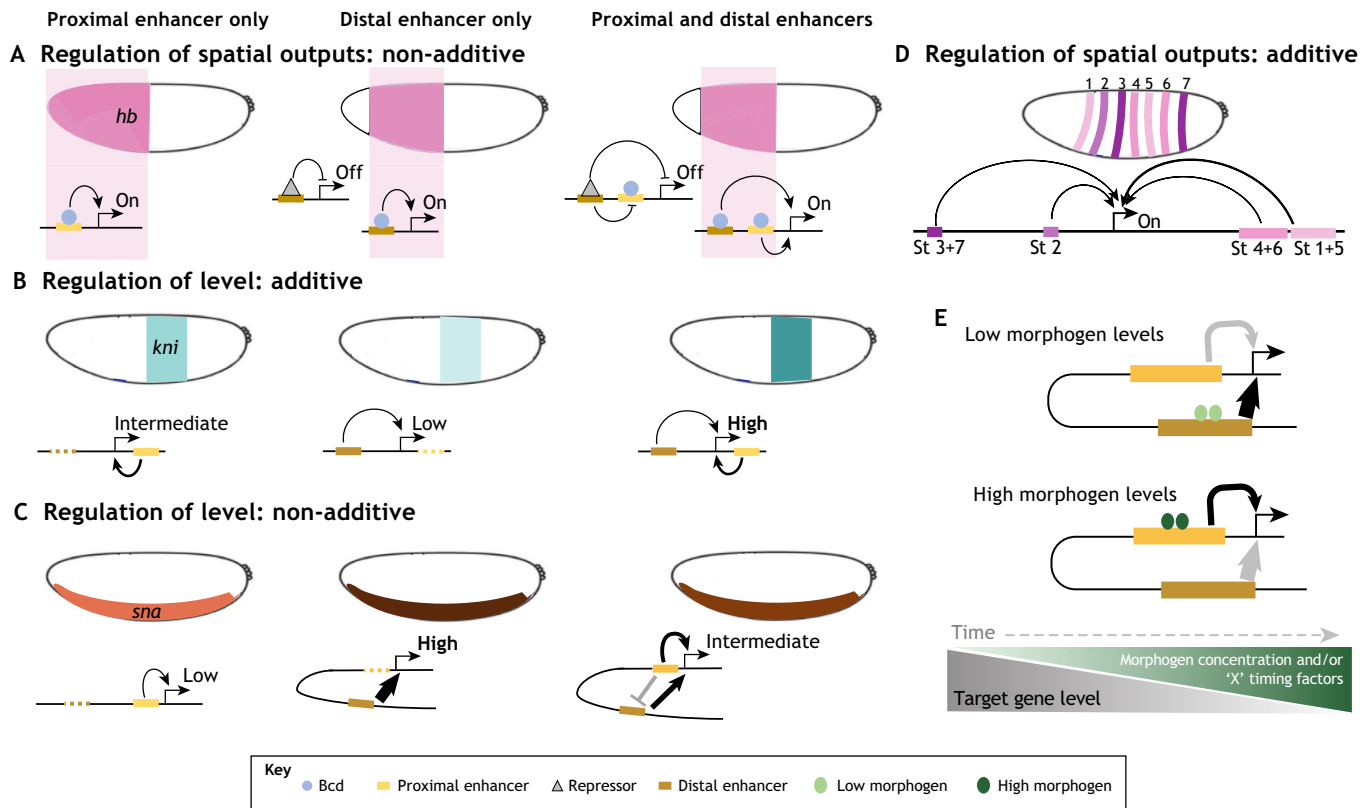 Proximal enhancer only
Distal enhancer only
Proximal and distal enhancers
A Regulation of spatial outputs: non-additive
hb
On
Off
On
Off
On
B Regulation of level: additive
kni
Intermediate
Low
High
C Regulation of level: non-additive
sna
Low
High
Intermediate
D Regulation of spatial outputs: additive
1 2 3 4 5 6 7
On
St 3+7
St 2
St 4+6
St 1+5
E
Low morphogen levels
High morphogen levels
Time
Morphogen concentration and/or
‘X’ timing factors
Target gene level
Key
Bcd
Proximal enhancer
Repressor
Distal enhancer
Low morphogen
High morphogen